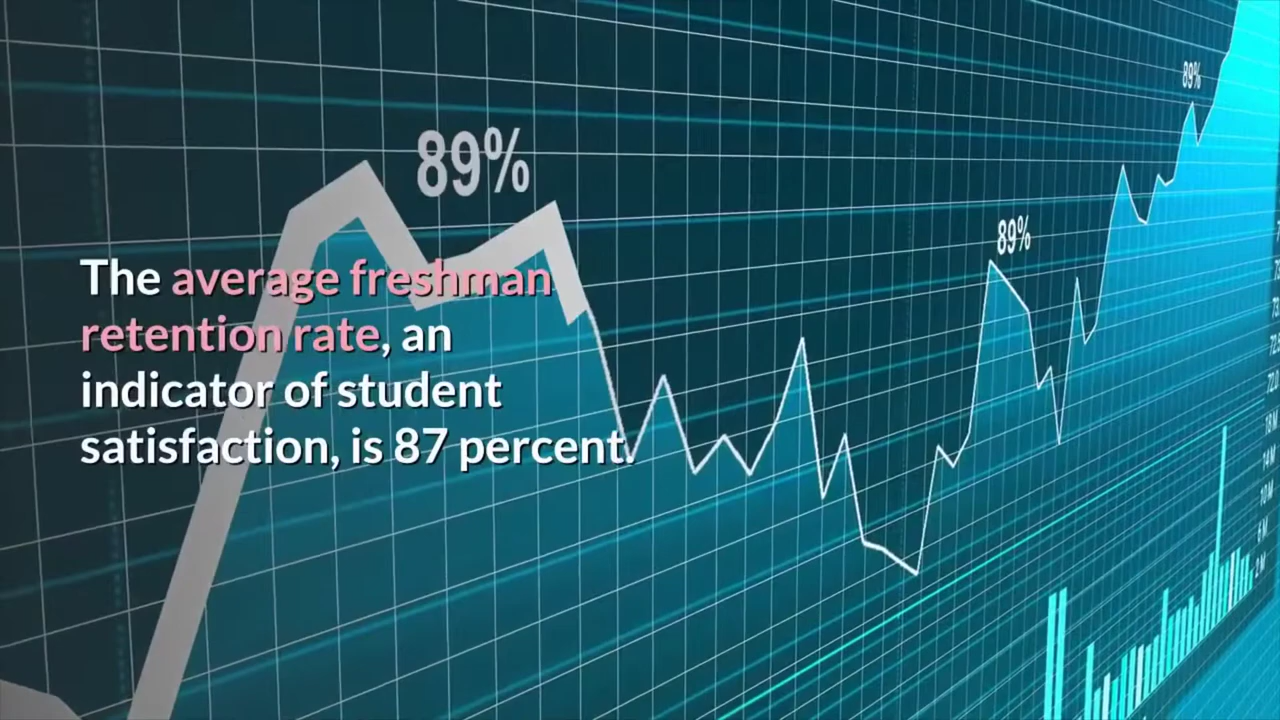 89%
89%
89%
The average freshman
retention rate, an
indicator of student
satisfaction, is 87 percent.